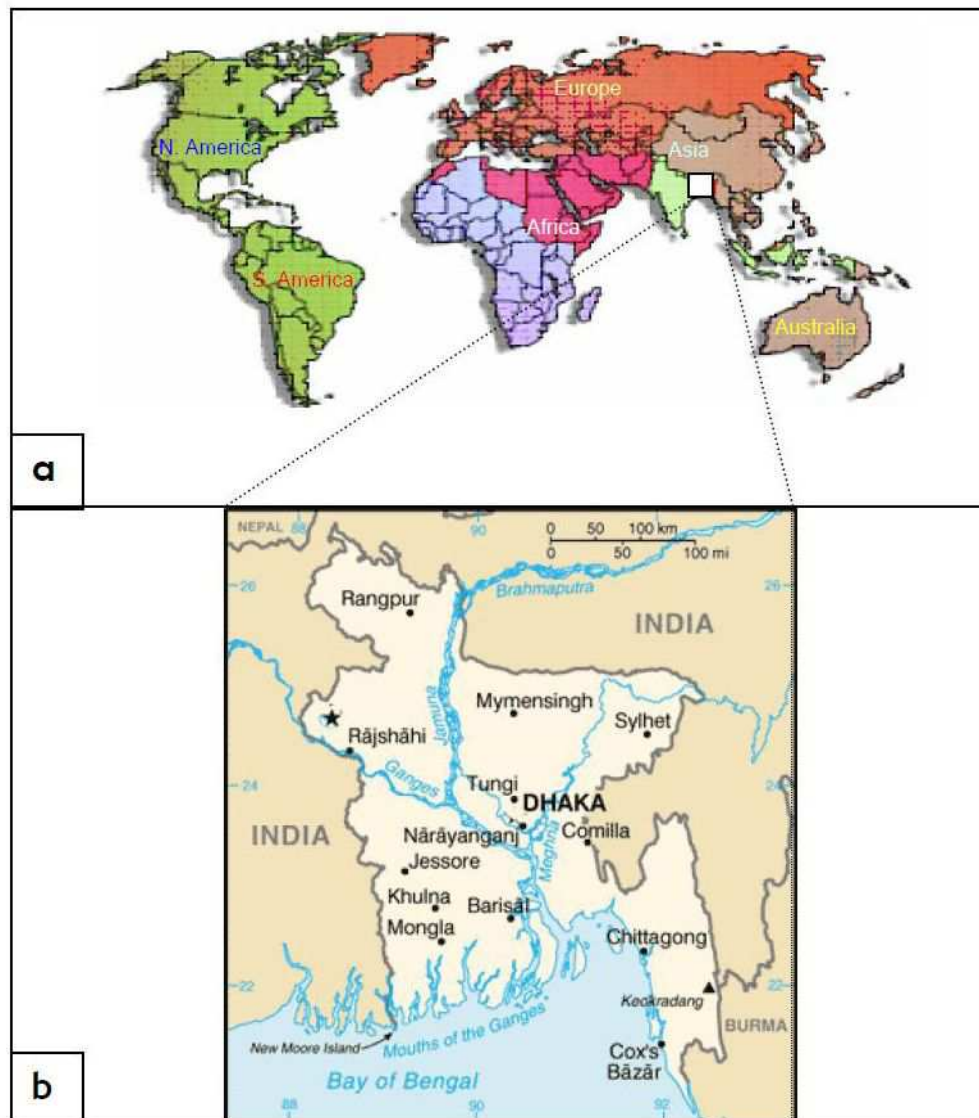 Europe
N. America
Asia
Africa
S. America
Australia
a
NEPAL
88
90
0 50 100 km
0 50 100 mi
26
26
Brahmaputra
Rangpur
INDIA
Jamuna
Mymensingh
Sylhet
Rājshāhi
Ganges
24
24
Tungi
DHAKA
INDIA
Nārāyanganj
Meghna
Comilla
Jessore
Khulna
Barisāl
Mongla
Chittagong
22
22
Keokradang
BURMA
New Moore Island
Mouths of the Ganges
Cox's
Bāzār
Bay of Bengal
b
88
90
92